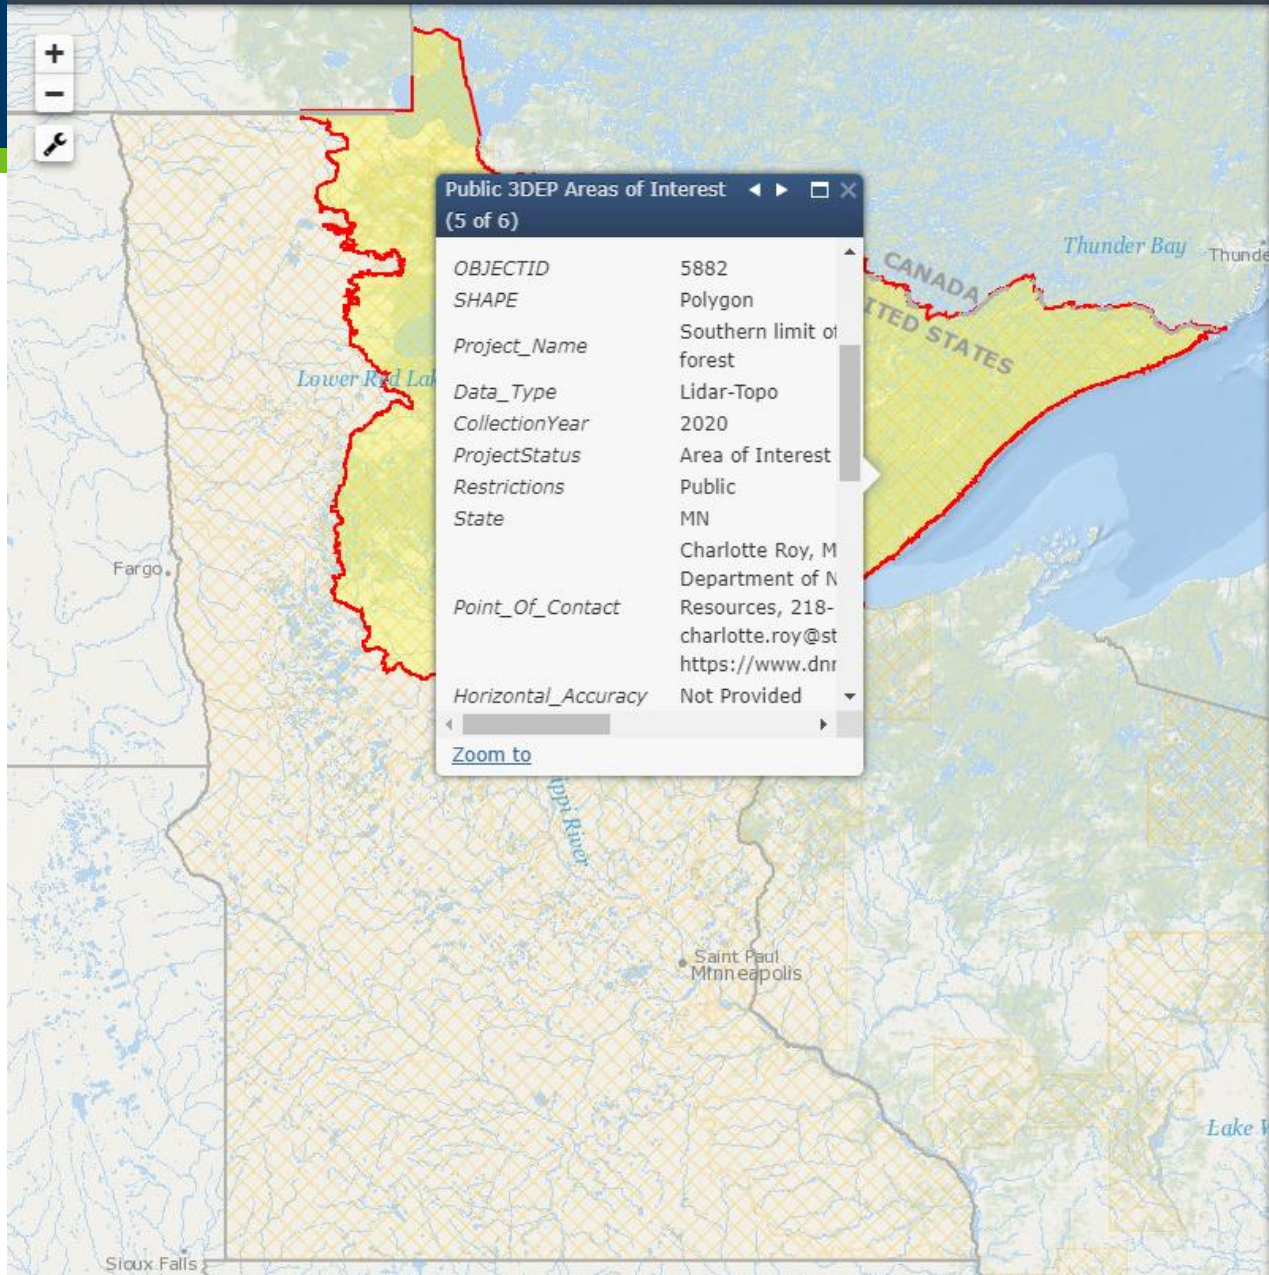 +
−
Public 3DEP Areas of Interest
(5 of 6)
OBJECTID 5882
SHAPE Polygon
Project_Name Southern limit of
forest
Data_Type Lidar-Topo
CollectionYear 2020
ProjectStatus Area of Interest
Restrictions Public
State MN
Point_Of_Contact Charlotte Roy, M
Department of N
Resources, 218-
charlotte.roy@st
https://www.dnr
Horizontal_Accuracy Not Provided
Zoom to
Thunder Bay
Thunde
CANADA
ITED STATES
Lower Red Lak
Fargo
ippi River
Saint Paul
Minneapolis
Lake W
Sioux Falls